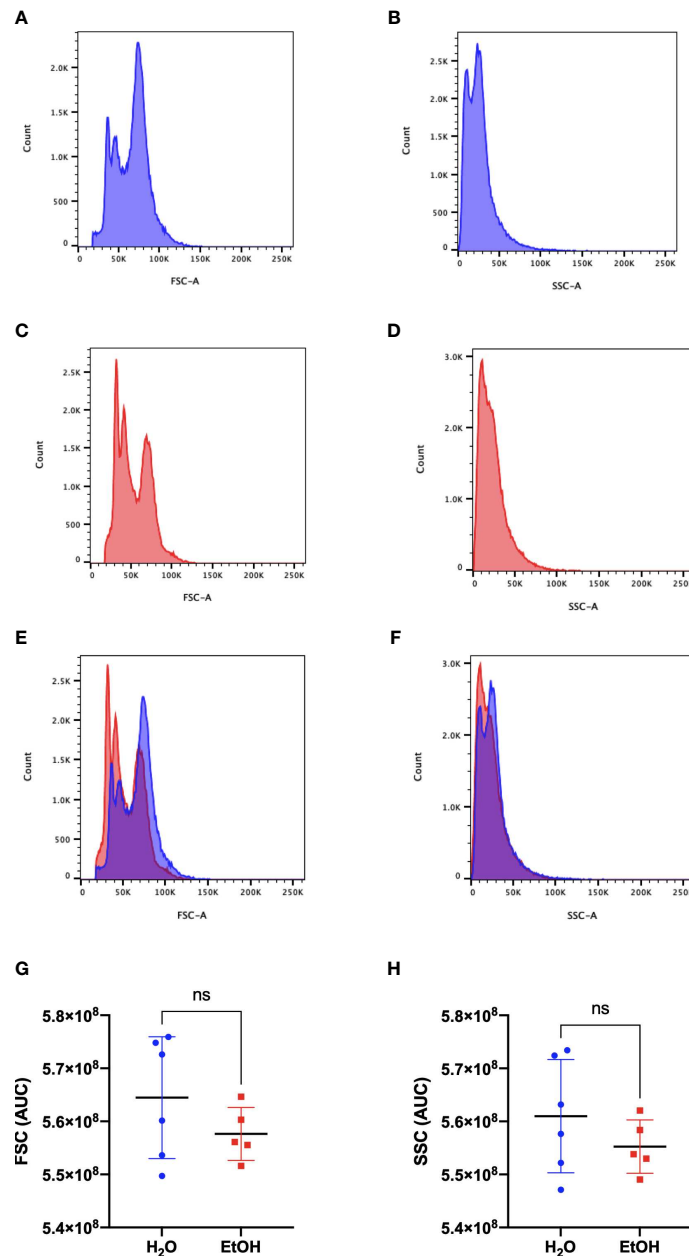 A
B
2.0K
1.5K
1.0K
500
0
Count
0 50K 100K 150K 200K 250K
FSC-A
2.5K
2.0K
1.5K
1.0K
500
0
Count
0 50K 100K 150K 200K 250K
SSC-A
C
D
2.5K
2.0K
1.5K
1.0K
500
0
Count
0 50K 100K 150K 200K 250K
FSC-A
3.0K
2.0K
1.0K
0
Count
0 50K 100K 150K 200K 250K
SSC-A
E
F
2.5K
2.0K
1.5K
1.0K
500
0
Count
0 50K 100K 150K 200K 250K
FSC-A
3.0K
2.0K
1.0K
0
Count
0 50K 100K 150K 200K 250K
SSC-A
G
H
ns
5.8×10⁸
5.7×10⁸
5.6×10⁸
5.5×10⁸
5.4×10⁸
FSC (AUC)
H₂O EtOH
ns
5.8×10⁸
5.7×10⁸
5.6×10⁸
5.5×10⁸
5.4×10⁸
SSC (AUC)
H₂O EtOH